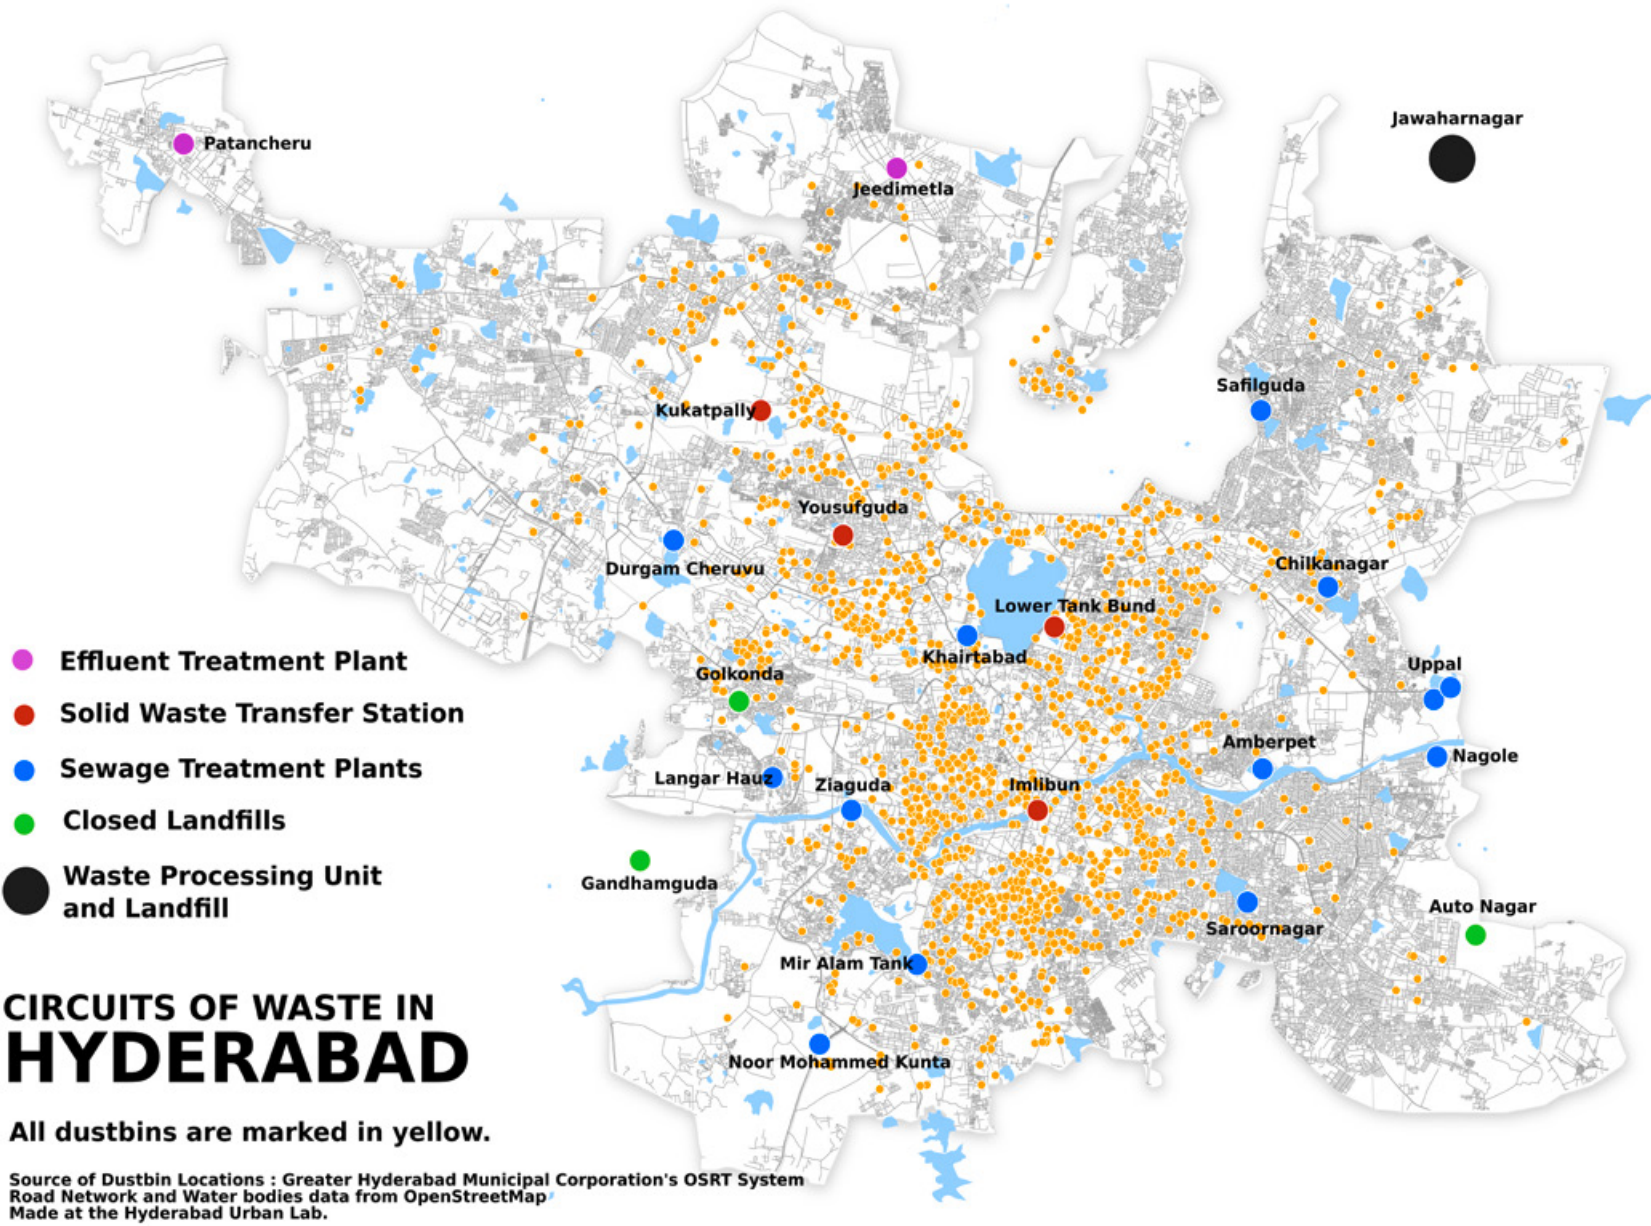 Jawaharnagar
Patancheru
Jeedimetla
Safilguda
Kukatpally
Yousufguda
Durgam Cheruvu
Chilkanagar
Lower Tank Bund
Khairtabad
Uppal
Golkonda
Amberpet
Nagole
Langar Hauz
Ziaguda
Imlibun
Gandhamguda
Auto Nagar
Saroornagar
Mir Alam Tank
Noor Mohammed Kunta
Effluent Treatment Plant
Solid Waste Transfer Station
Sewage Treatment Plants
Closed Landfills
Waste Processing Unit
and Landfill
CIRCUITS OF WASTE IN
HYDERABAD
All dustbins are marked in yellow.
Source of Dustbin Locations : Greater Hyderabad Municipal Corporation's OSRT System
Road Network and Water bodies data from OpenStreetMap
Made at the Hyderabad Urban Lab.